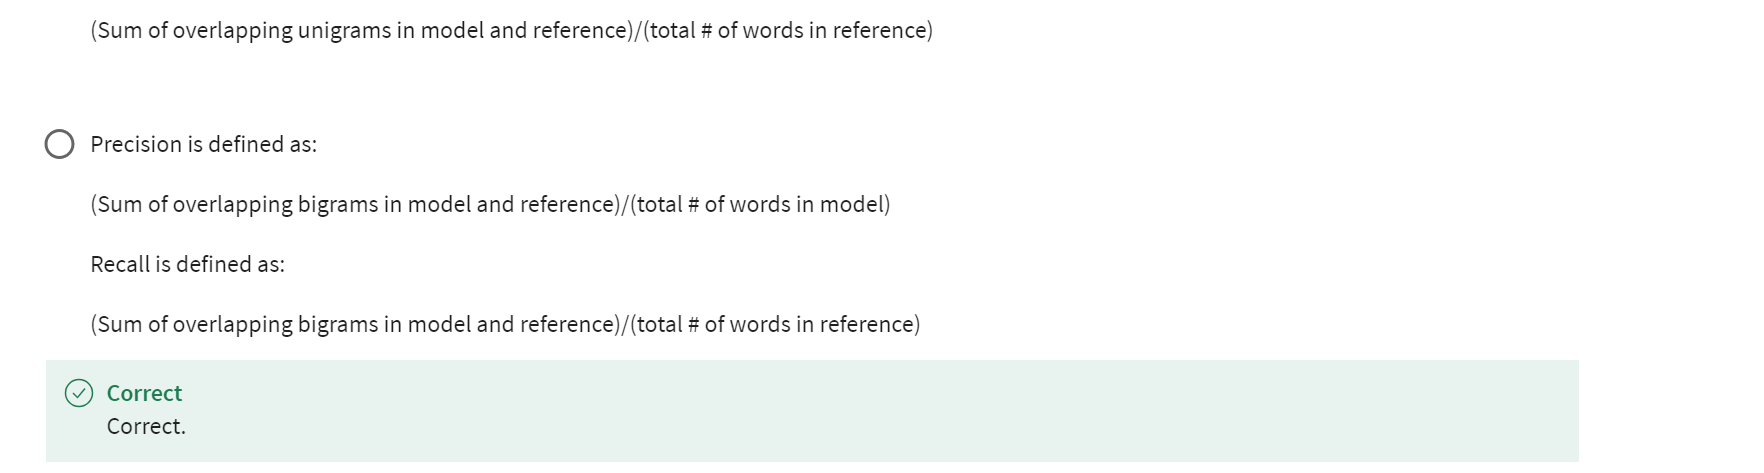 (Sum of overlapping unigrams in model and reference)/(total # of words in reference)
Precision is defined as:
(Sum of overlapping bigrams in model and reference)/(total # of words in model)
Recall is defined as:
(Sum of overlapping bigrams in model and reference)/(total # of words in reference)
Correct
Correct.